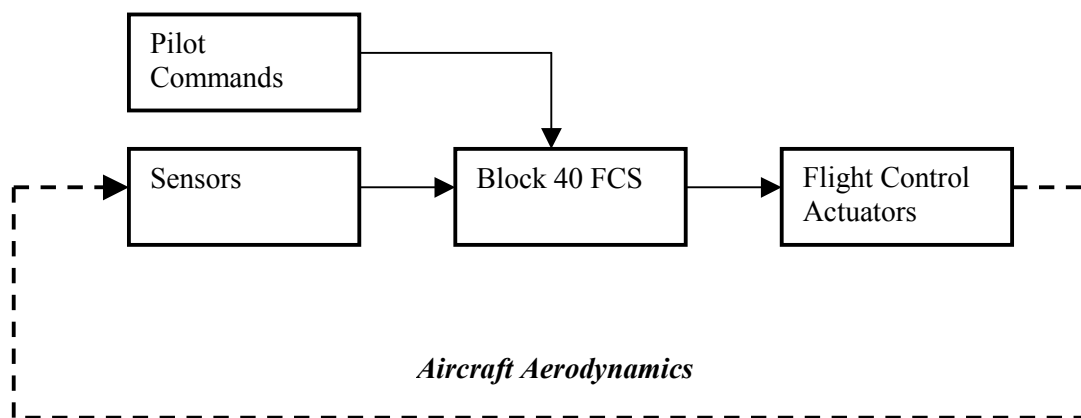 Pilot
Commands
Sensors
Block 40 FCS
Flight Control
Actuators
Aircraft Aerodynamics